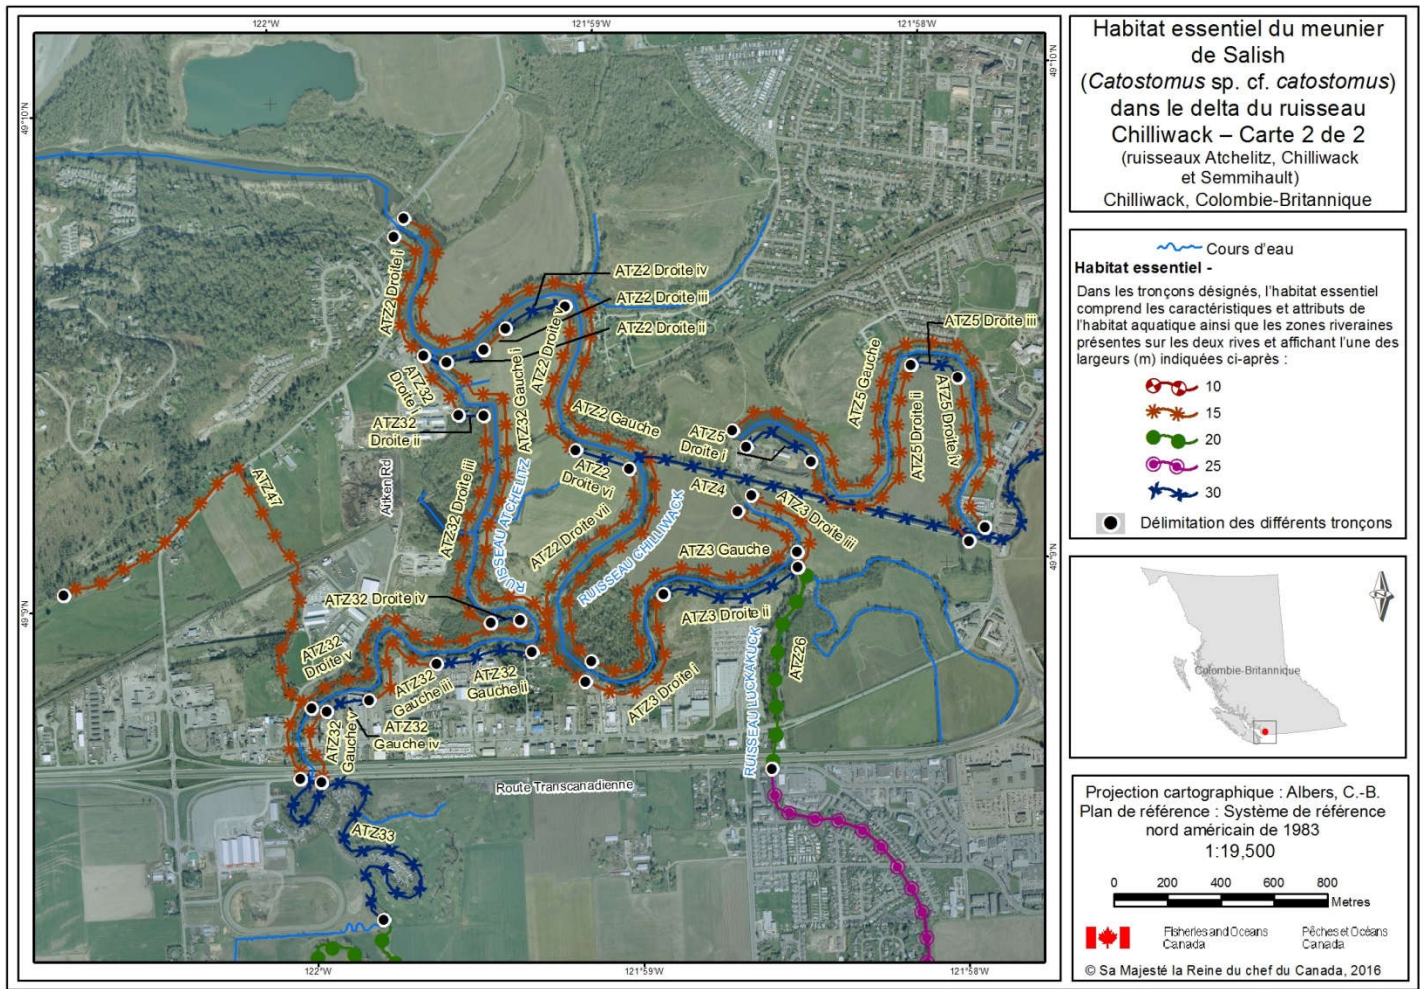 122°W
121°59'W
121°58'W
49°10'N
49°10'N
49°9'N
49°9'N
ATZ2 Droite i
ATZ2 Droite iv
ATZ2 Droite iii
ATZ2 Droite ii
ATZ2 Droite v
ATZ32
Droite i
ATZ32
Droite ii
ATZ32 Gauche i
ATZ2 Gauche
ATZ5
Droite i
ATZ5 Gauche
ATZ5 Droite iii
ATZ5 Droite ii
ATZ5 Droite iv
ATZ47
Aitken Rd
ATZ32 Droite iii
RUISSEAU ATCHELITZ
ATZ2
Droite vi
ATZ2 Droite vii
RUISSEAU CHILLIWACK
ATZ4
ATZ3 Droite iii
ATZ3 Gauche
ATZ3 Droite ii
ATZ32 Droite iv
ATZ32
Droite v
ATZ32
Gauche iii
ATZ32
Gauche ii
ATZ3 Droite i
ATZ26
RUISSEAU LUCKAKUCK
ATZ32
Gauche v
ATZ32
Gauche iv
Route Transcanadienne
ATZ33
122°W
121°59'W
121°58'W
Habitat essentiel du meunier
de Salish
(Catostomus sp. cf. catostomus)
dans le delta du ruisseau
Chilliwack – Carte 2 de 2
(ruisseaux Atchelitz, Chilliwack
et Semmihault)
Chilliwack, Colombie-Britannique
Cours d'eau
Habitat essentiel -
Dans les tronçons désignés, l'habitat essentiel
comprend les caractéristiques et attributs de
l'habitat aquatique ainsi que les zones riveraines
présentes sur les deux rives et affichant l'une des
largeurs (m) indiquées ci-après :
10
15
20
25
30
Délimitation des différents tronçons
Colombie-Britannique
Projection cartographique : Albers, C.-B.
Plan de référence : Système de référence
nord américain de 1983
1:19,500
0 200 400 600 800
Metres
Fisheries and Oceans
Canada
Pêches et Océans
Canada
© Sa Majesté la Reine du chef du Canada, 2016